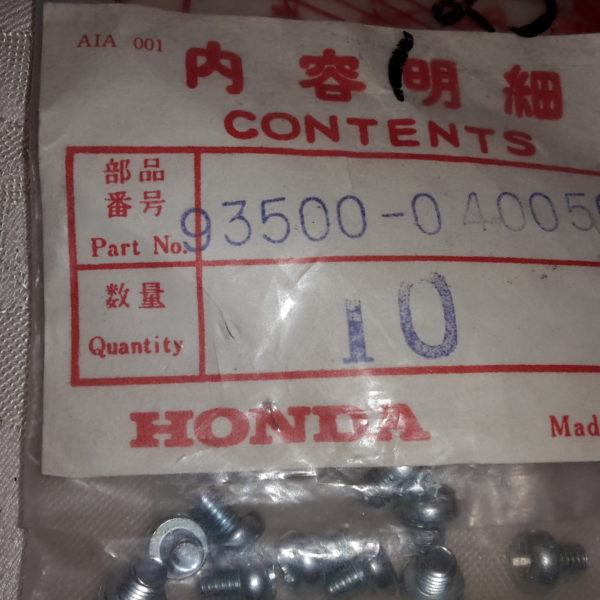 AIA 001
内容明細
CONTENTS
部品
番号
Part No.
93500-040050
数量
Quantity
10
HONDA
Mad